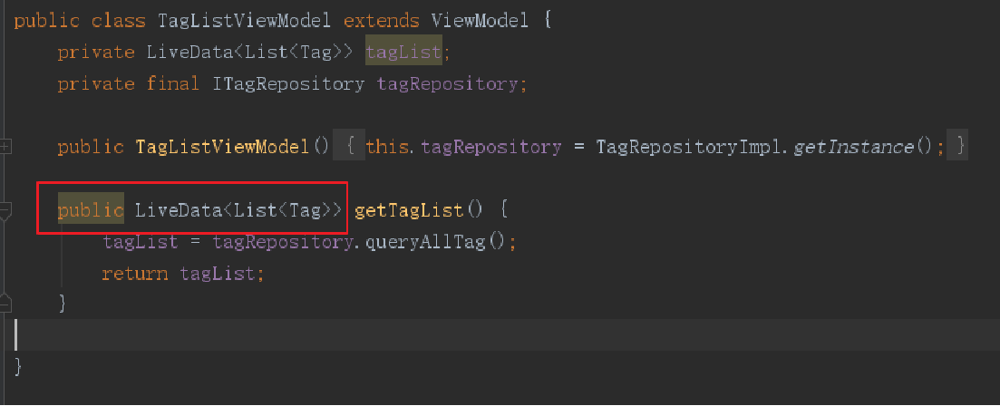 public class TagListViewModel extends ViewModel {
private LiveData<List<Tag>> tagList;
private final ITagRepository tagRepository;
public TagListViewModel() { this.tagRepository = TagRepositoryImpl.getInstance(); }
public LiveData<List<Tag>> getTagList() {
tagList = tagRepository.queryAllTag();
return tagList;
}
}